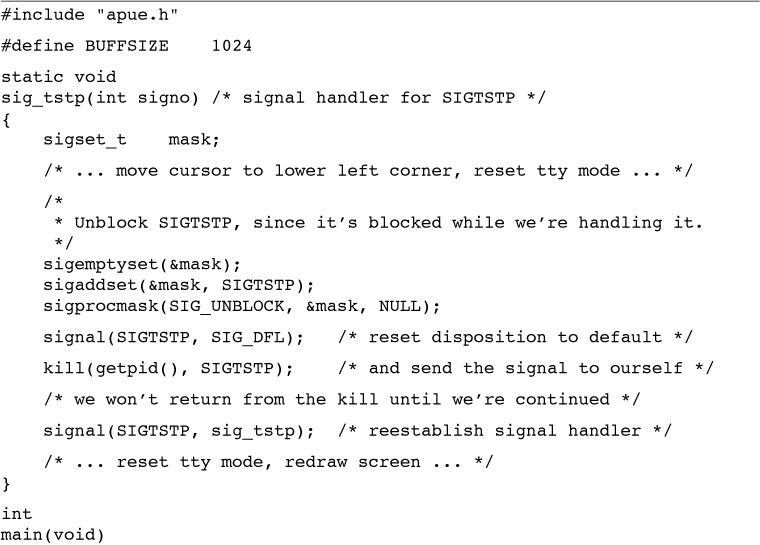 #include "apue.h"
#define BUFFSIZE    1024
static void
sig_tstp(int signo) /* signal handler for SIGTSTP */
{
    sigset_t    mask;
    /* ... move cursor to lower left corner, reset tty mode ... */
    /*
     * Unblock SIGTSTP, since it’s blocked while we’re handling it.
     */
    sigemptyset(&mask);
    sigaddset(&mask, SIGTSTP);
    sigprocmask(SIG_UNBLOCK, &mask, NULL);
    signal(SIGTSTP, SIG_DFL);   /* reset disposition to default */
    kill(getpid(), SIGTSTP);    /* and send the signal to ourself */
    /* we won’t return from the kill until we’re continued */
    signal(SIGTSTP, sig_tstp);  /* reestablish signal handler */
    /* ... reset tty mode, redraw screen ... */
}
int
main(void)